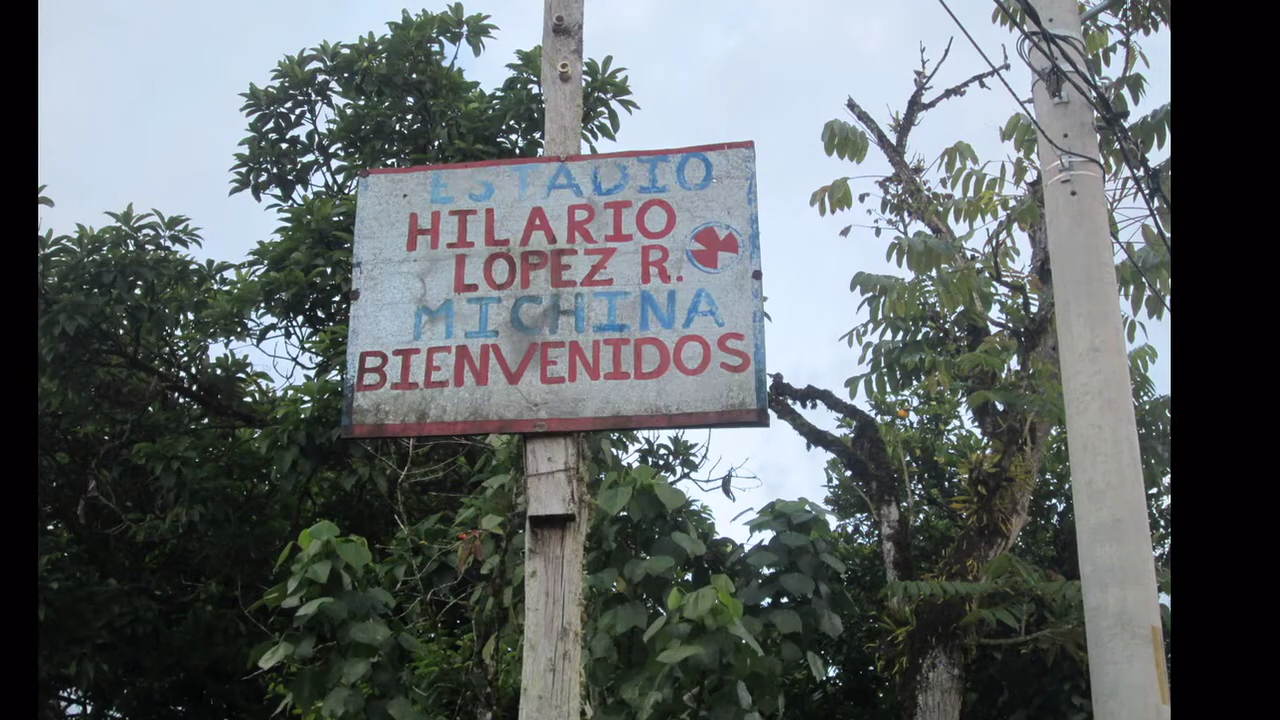 ESTADIO
HILARIO
LOPEZ R.
MICHINA
BIENVENIDOS